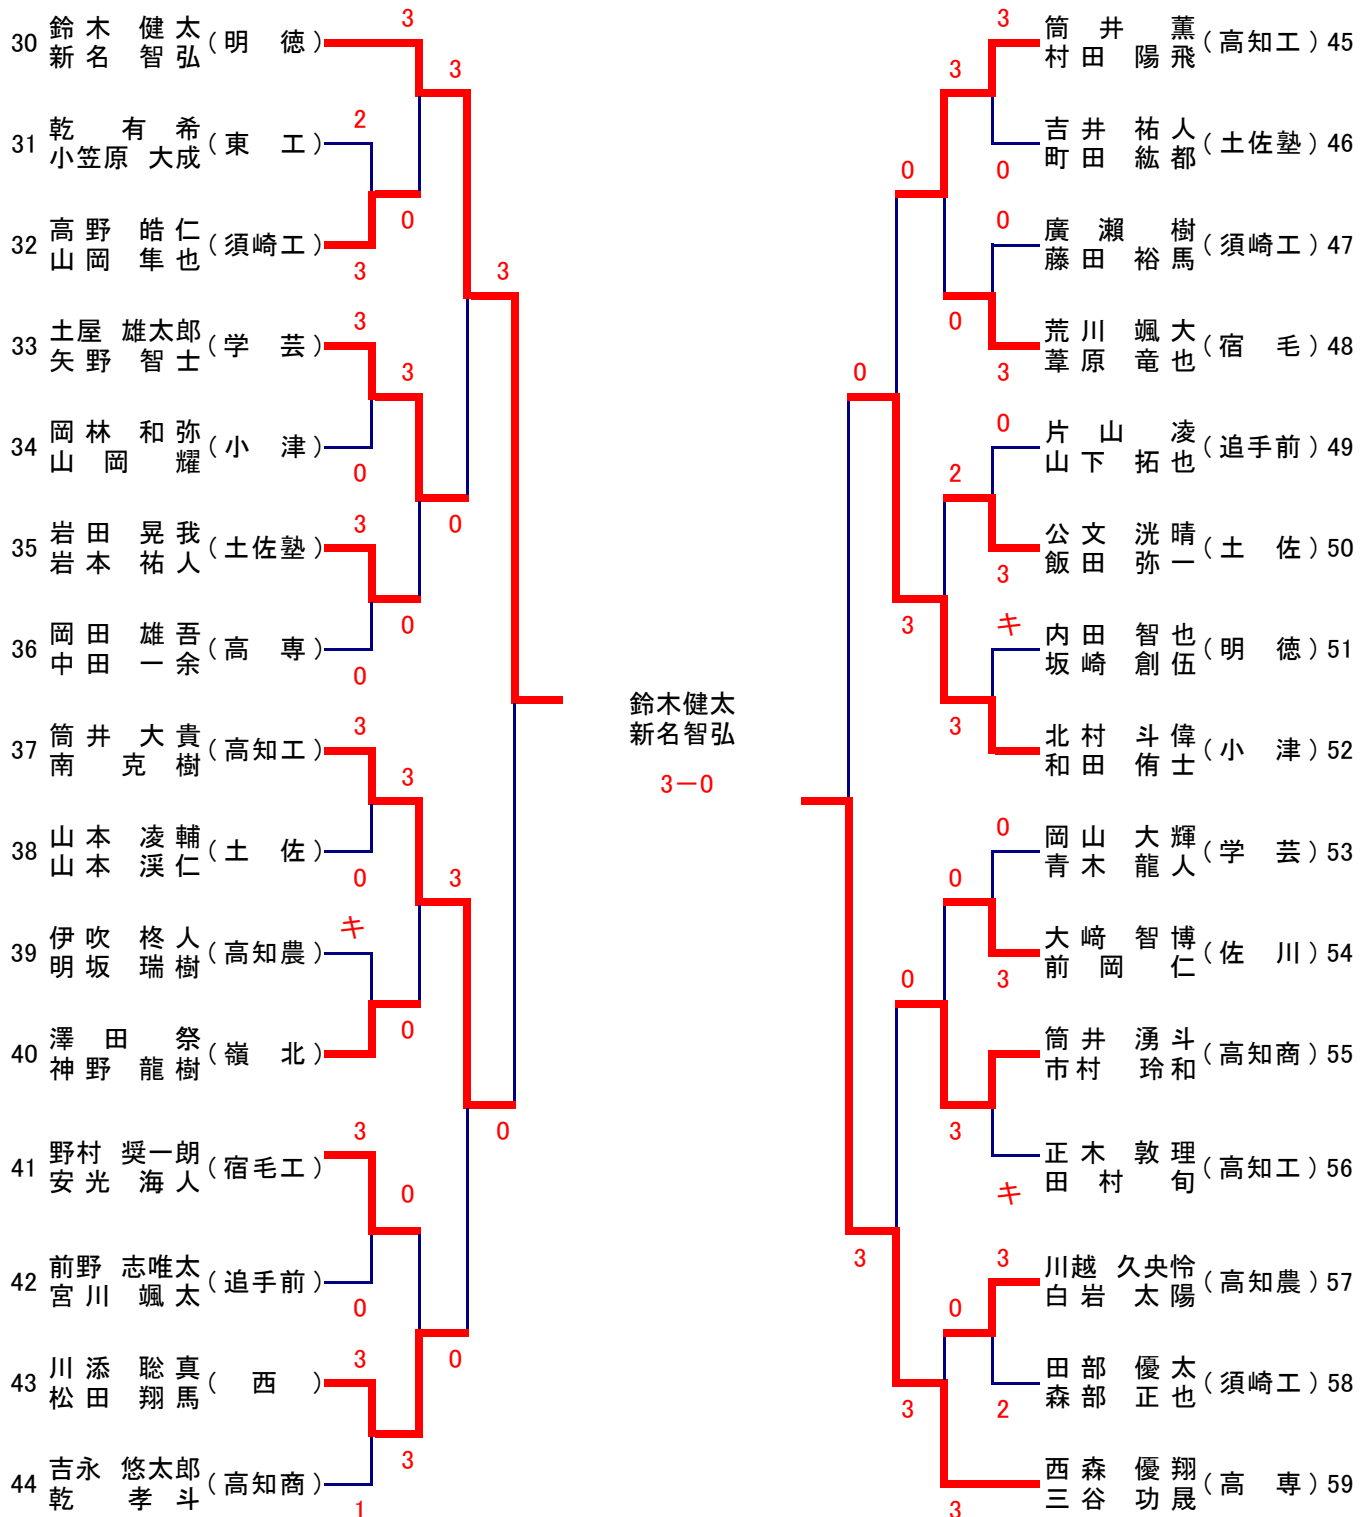 3
30 鈴木 健太 (明 徳)
新名 智弘
3
2
31 乾 有希 (東 工)
小笠原 大成
0
32 高野 皓仁 (須崎工)
山岡 隼也
3
3
3
33 土屋 雄太郎 (学 芸)
矢野 智士
3
34 岡林 和弥 (小 津)
山岡 耀
0
3
0
35 岩田 晃我 (土佐塾)
岩本 祐人
0
36 岡田 雄吾 (高 専)
中田 一余
0
3
37 筒井 大貴 (高知工)
南 克樹
3
38 山本 凌輔 (土 佐)
山本 渓仁
0
3
キ
39 伊吹 柊人 (高知農)
明坂 瑞樹
0
40 澤田 祭 (嶺 北)
神野 龍樹
0
3
41 野村 奨一朗 (宿毛工)
安光 海人
0
42 前野 志唯太 (追手前)
宮川 颯太
0
3
0
43 川添 聡真 (西)
松田 翔馬
3
44 吉永 悠太郎 (高知商)
乾 孝斗
1
鈴木健太
新名智弘
3－0
3
筒井 薫 (高知工) 45
村田 陽飛
3
吉井 祐人 (土佐塾) 46
町田 紘都
0
0
0
廣瀬 樹 (須崎工) 47
藤田 裕馬
0
荒川 颯大 (宿 毛) 48
葦原 竜也
3
0
0
片山 凌 (追手前) 49
山下 拓也
2
公文 洸晴 (土 佐) 50
飯田 弥一
3
キ
3
内田 智也 (明 徳) 51
坂崎 創伍
3
北村 斗偉 (小 津) 52
和田 侑士
0
岡山 大輝 (学 芸) 53
青木 龍人
0
大﨑 智博 (佐 川) 54
前岡 仁
3
0
筒井 湧斗 (高知商) 55
市村 玲和
3
正木 敦理 (高知工) 56
田村 旬
キ
3
3
川越 久央怜 (高知農) 57
白岩 太陽
0
田部 優太 (須崎工) 58
森部 正也
2
3
西森 優翔 (高 専) 59
三谷 功晟
3